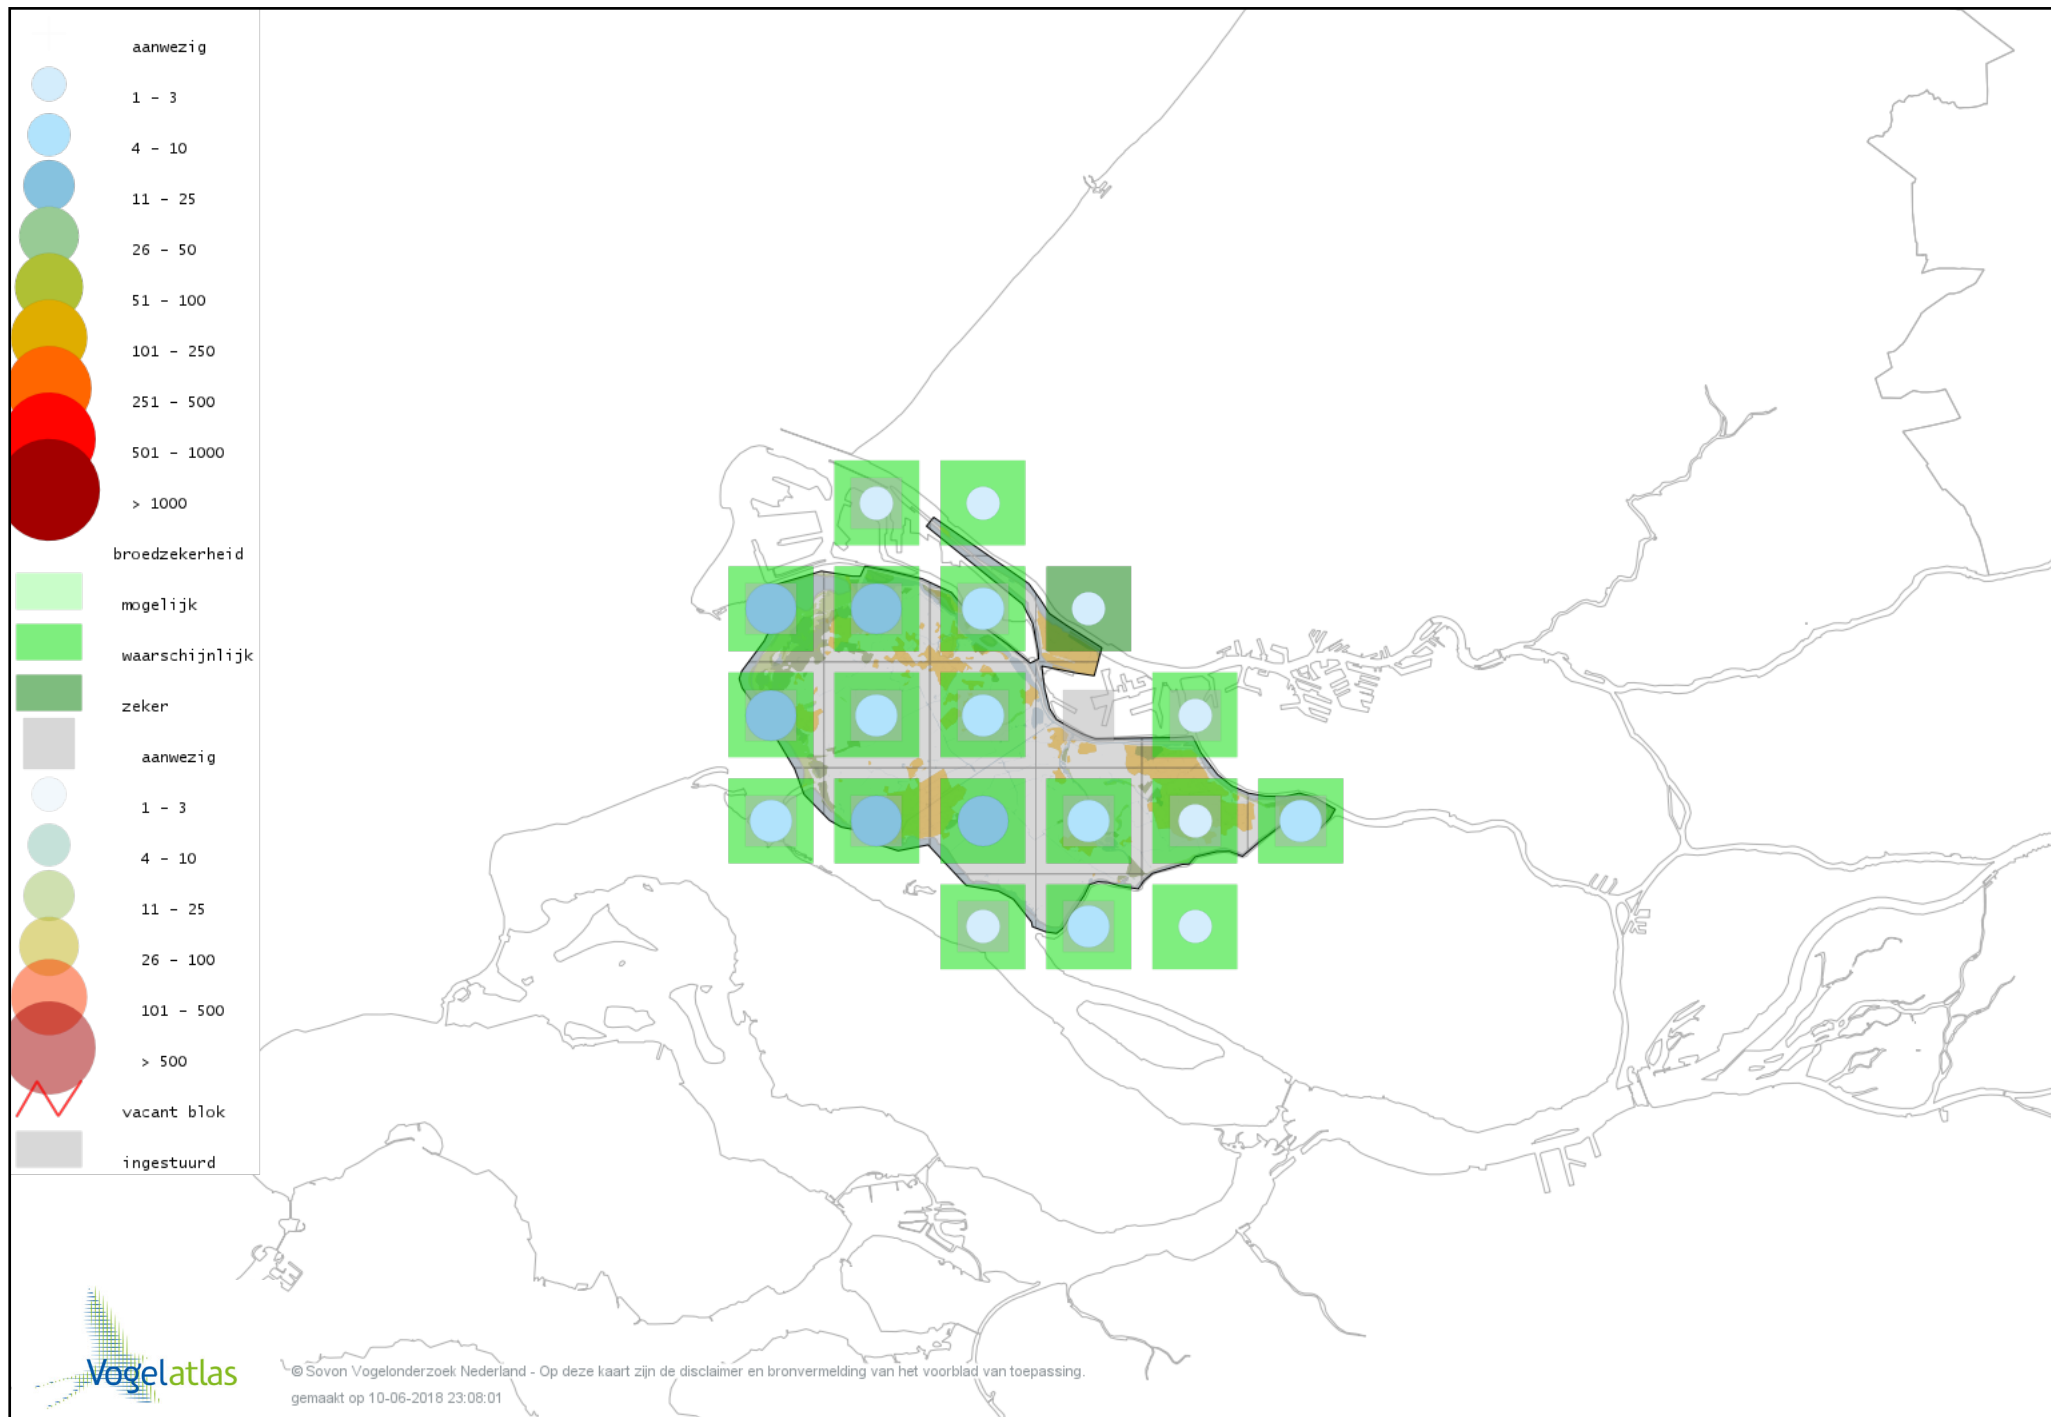 aanwezig
1 - 3
4 - 10
11 - 25
26 - 50
51 - 100
101 - 250
251 - 500
501 - 1000
> 1000
broedzekerheid
mogelijk
waarschijnlijk
zeker
aanwezig
1 - 3
4 - 10
11 - 25
26 - 100
101 - 500
> 500
vacant blok
ingestuurd
Vogelatlas
© Sovon Vogelonderzoek Nederland - Op deze kaart zijn de disclaimer en bronvermelding van het voorblad van toepassing.
gemaakt op 10-06-2018 23:08:01